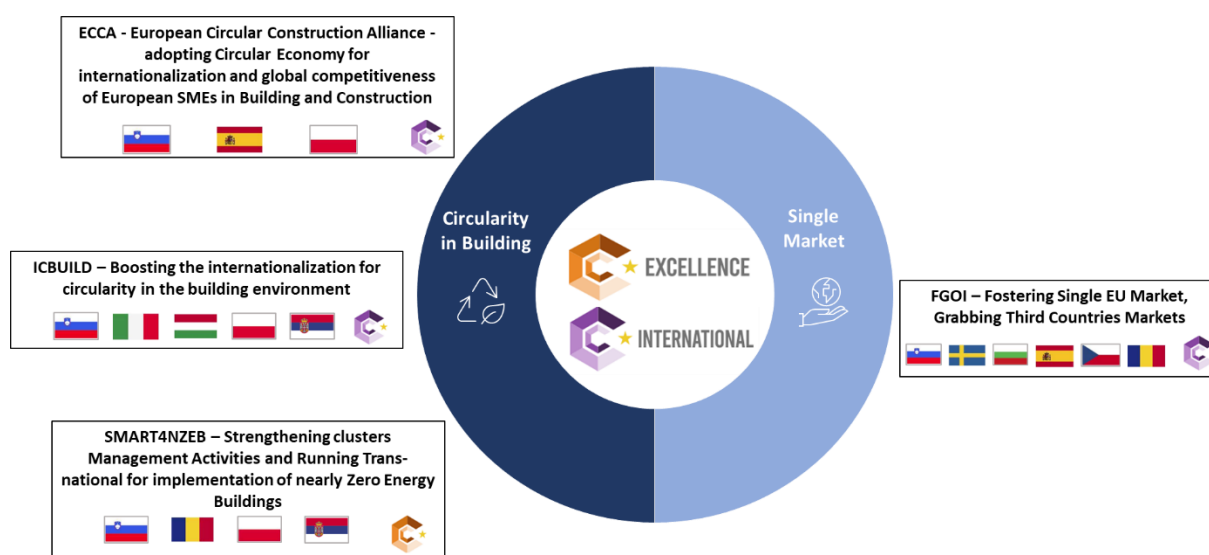 ECCA - European Circular Construction Alliance -
adopting Circular Economy for
internationalization and global competitiveness
of European SMEs in Building and Construction
ICBUILD – Boosting the internationalization for
circularity in the building environment
SMART4NZEB – Strengthening clusters
Management Activities and Running Trans-
national for implementation of nearly Zero Energy
Buildings
Circularity
in Building
EXCELLENCE
INTERNATIONAL
Single
Market
FGOI – Fostering Single EU Market,
Grabbing Third Countries Markets